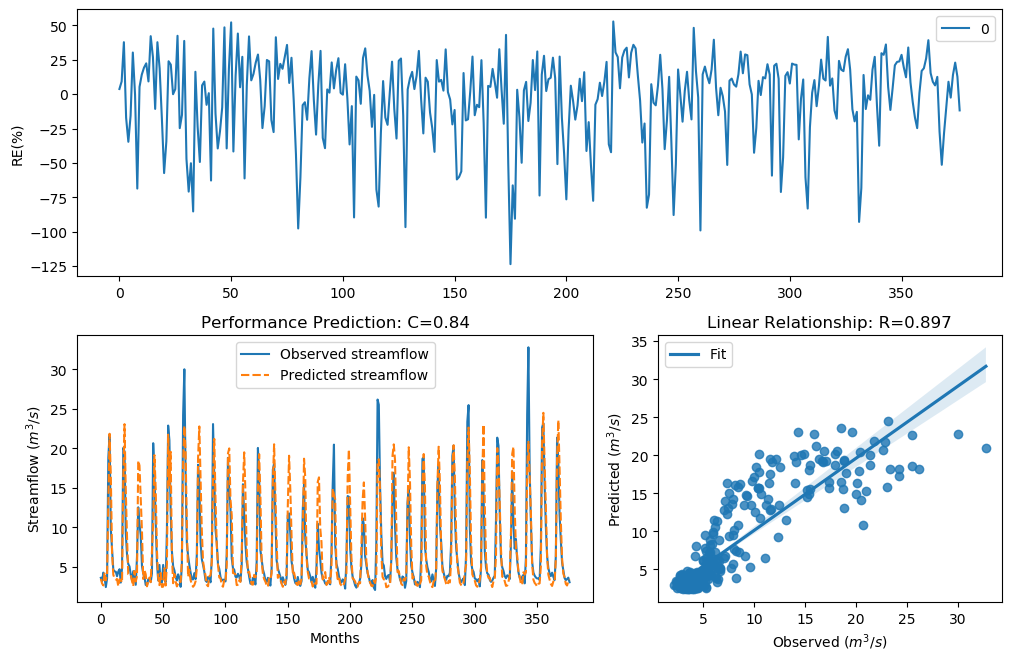 50
25
0
−25
−50
−75
−100
−125
RE(%)
0
0 50 100 150 200 250 300 350
Performance Prediction: C=0.84
Observed streamflow
Predicted streamflow
30
25
20
15
10
5
Streamflow (m³/s)
0 50 100 150 200 250 300 350
Months
Linear Relationship: R=0.897
Fit
35
30
25
20
15
10
5
Predicted (m³/s)
5 10 15 20 25 30
Observed (m³/s)